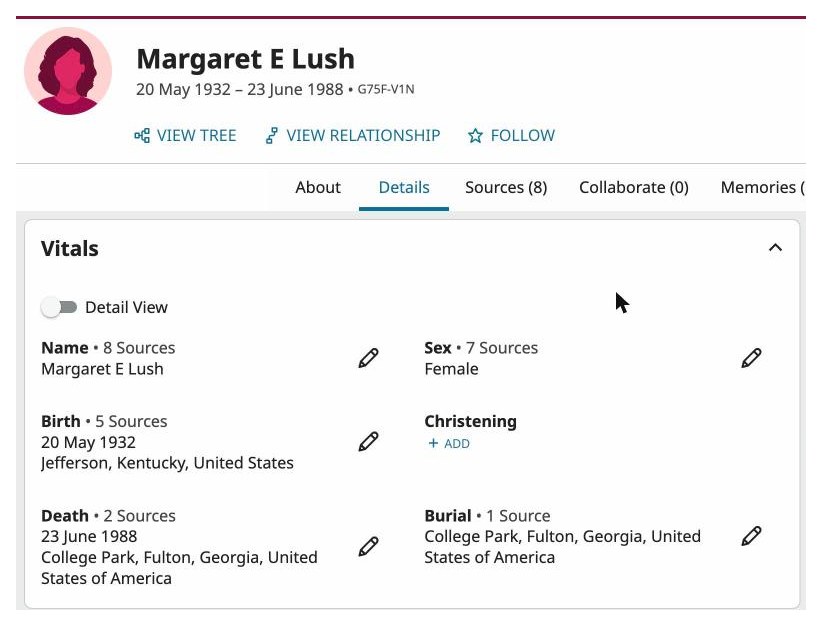 Margaret E Lush
20 May 1932 – 23 June 1988 • G75F-V1N
VIEW TREE VIEW RELATIONSHIP FOLLOW
About Details Sources (8) Collaborate (0) Memories (
Vitals
Detail View
Name • 8 Sources
Margaret E Lush
Sex • 7 Sources
Female
Birth • 5 Sources
20 May 1932
Jefferson, Kentucky, United States
Christening
+ ADD
Death • 2 Sources
23 June 1988
College Park, Fulton, Georgia, United
States of America
Burial • 1 Source
College Park, Fulton, Georgia, United
States of America